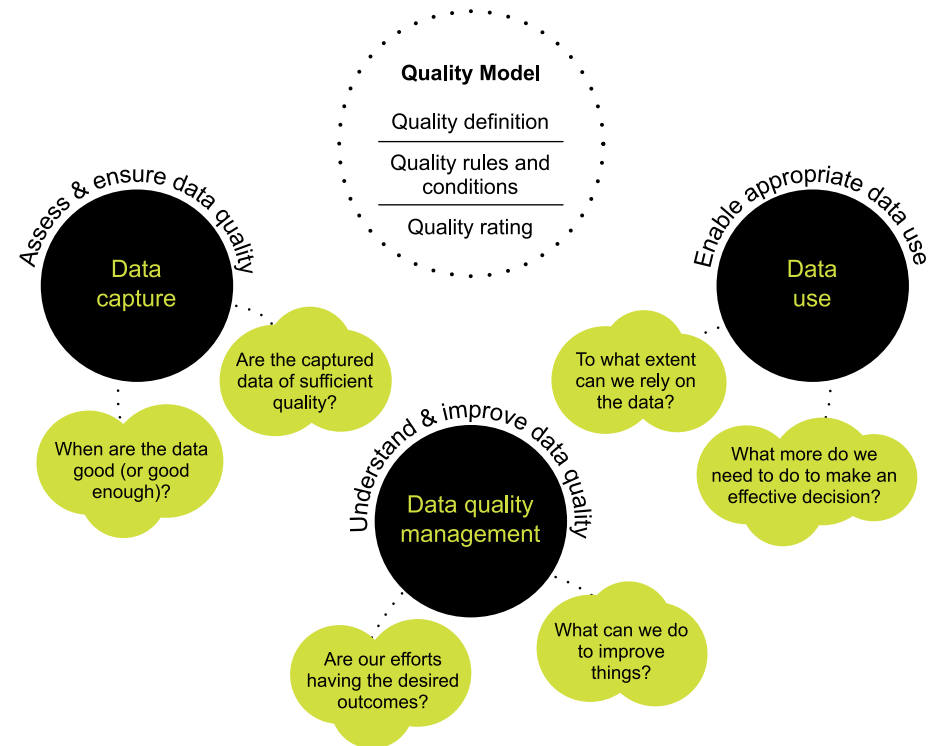 Quality Model
Quality definition
Quality rules and
conditions
Quality rating
Assess & ensure data quality
Data
capture
Are the captured
data of sufficient
quality?
When are the data
good (or good
enough)?
Understand & improve data quality
Data quality
management
Are our efforts
having the desired
outcomes?
What can we do
to improve
things?
Enable appropriate data use
Data
use
To what extent
can we rely on
the data?
What more do we
need to do to make an
effective decision?